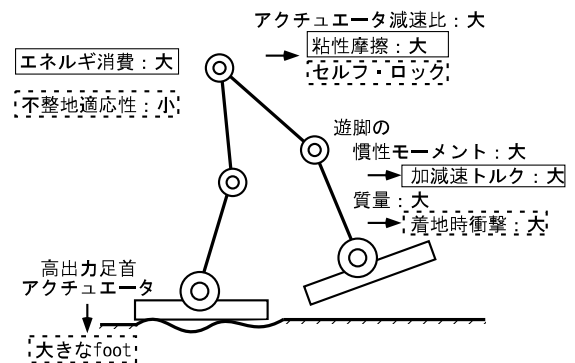 アクチュエータ減速比：大
粘性摩擦：大
セルフ・ロック
エネルギ消費：大
不整地適応性：小
遊脚の
慣性モーメント：大
加減速トルク：大
質量：大
着地時衝撃：大
高出力足首
アクチュエータ
大きなfoot